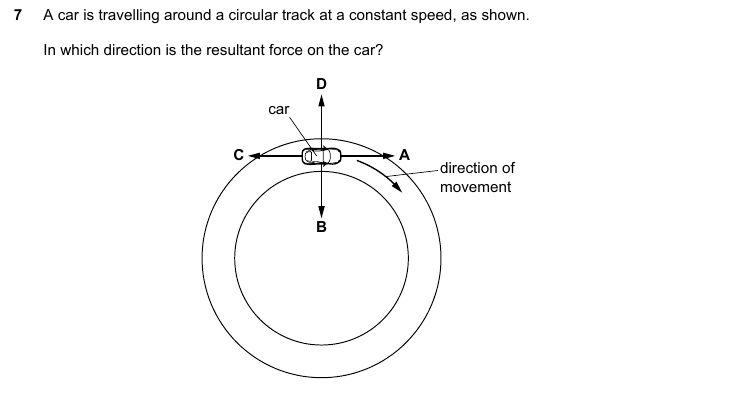 7 A car is travelling around a circular track at a constant speed, as shown.
In which direction is the resultant force on the car?
D
car
C
A
direction of
movement
B